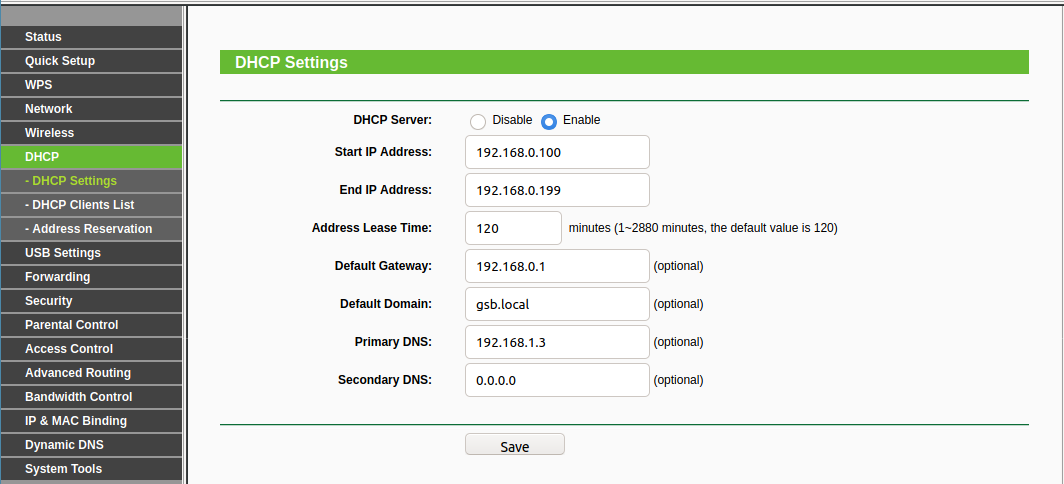 Status
Quick Setup
WPS
Network
Wireless
DHCP
- DHCP Settings
- DHCP Clients List
- Address Reservation
USB Settings
Forwarding
Security
Parental Control
Access Control
Advanced Routing
Bandwidth Control
IP & MAC Binding
Dynamic DNS
System Tools
DHCP Settings
DHCP Server: Disable Enable
Start IP Address: 192.168.0.100
End IP Address: 192.168.0.199
Address Lease Time: 120 minutes (1~2880 minutes, the default value is 120)
Default Gateway: 192.168.0.1 (optional)
Default Domain: gsb.local (optional)
Primary DNS: 192.168.1.3 (optional)
Secondary DNS: 0.0.0.0 (optional)
Save